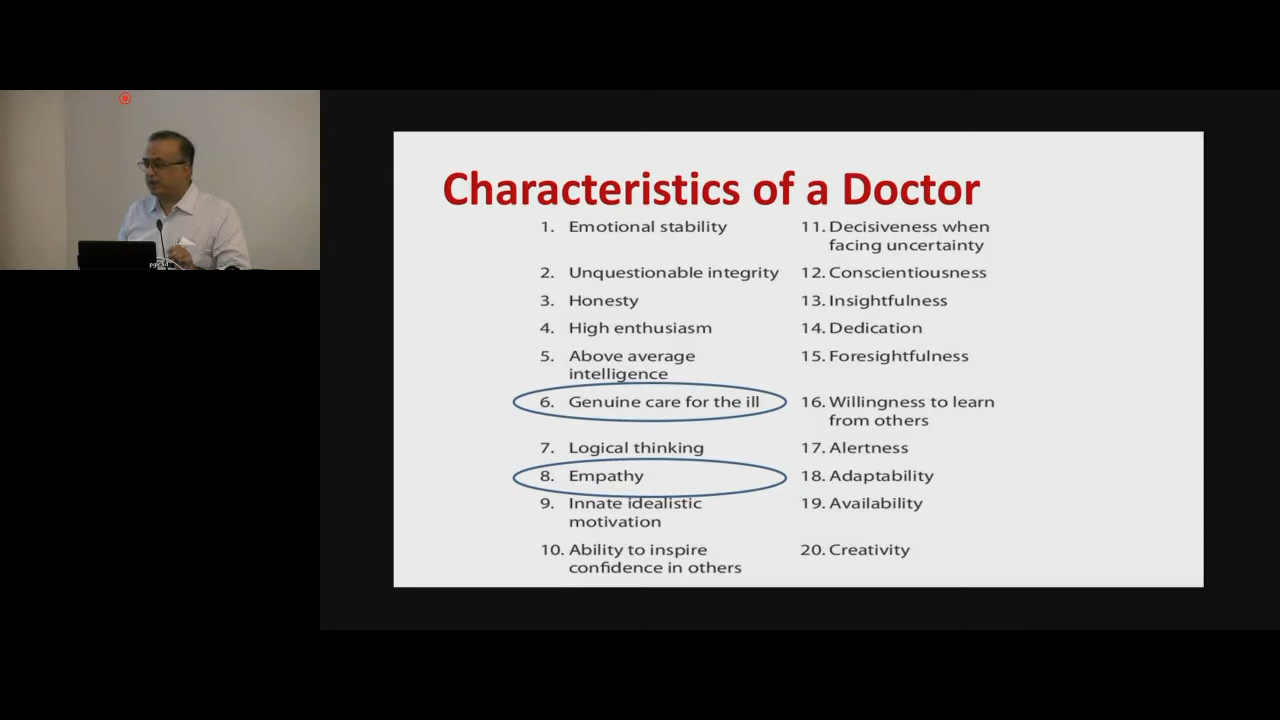 Characteristics of a Doctor
1. Emotional stability
2. Unquestionable integrity
3. Honesty
4. High enthusiasm
5. Above average
intelligence
6. Genuine care for the ill
7. Logical thinking
8. Empathy
9. Innate idealistic
motivation
10. Ability to inspire
confidence in others
11. Decisiveness when
facing uncertainty
12. Conscientiousness
13. Insightfulness
14. Dedication
15. Foresightfulness
16. Willingness to learn
from others
17. Alertness
18. Adaptability
19. Availability
20. Creativity